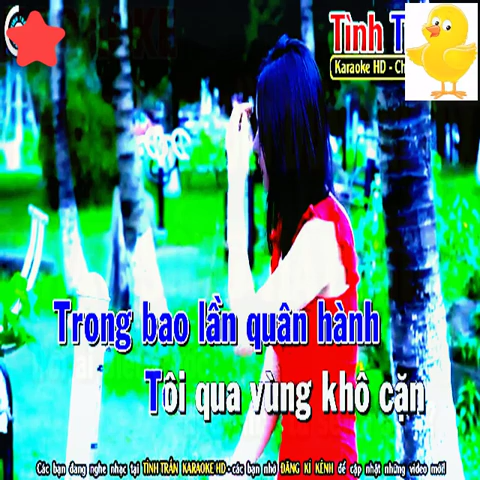 Tình T
Karaoke HD - Ch
Trong bao lần quân hành
Tôi qua vùng khô cặn
Các bạn đang nghe nhạc tại TÌNH TRẦN KARAOKE HD - các bạn nhớ ĐĂNG KÍ KÊNH để cập nhật những video mới!